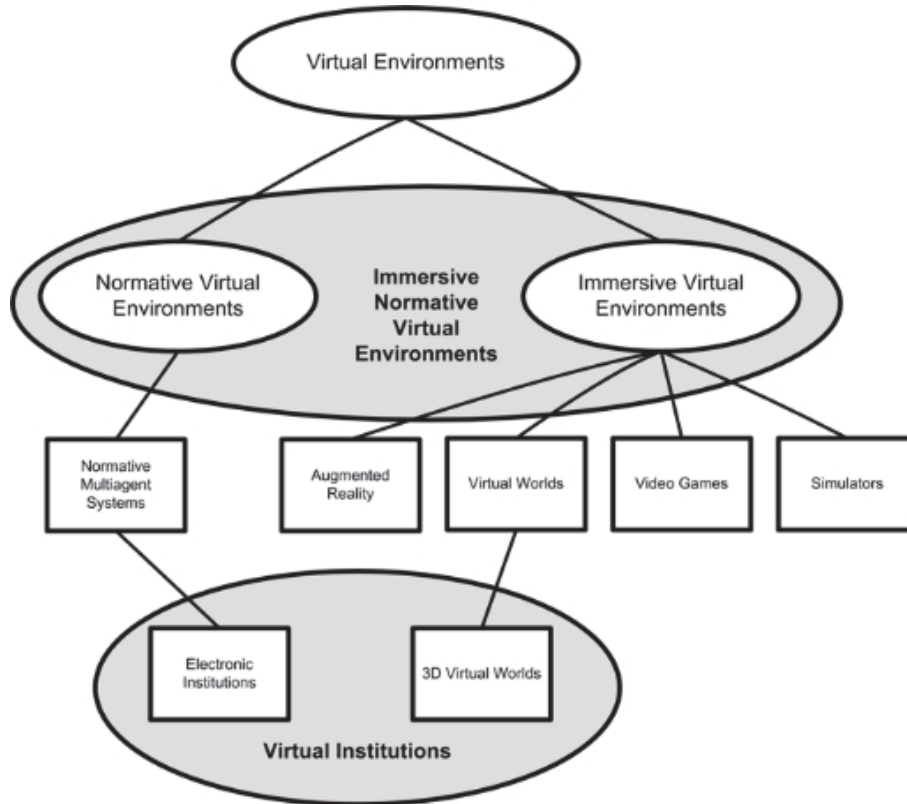 Virtual Environments
Normative Virtual
Environments
Immersive
Normative
Virtual
Environments
Immersive Virtual
Environments
Normative
Multiagent
Systems
Augmented
Reality
Virtual Worlds
Video Games
Simulators
Electronic
Institutions
3D Virtual Worlds
Virtual Institutions